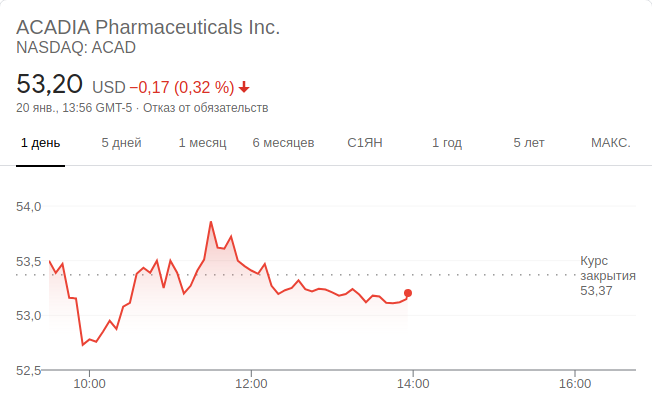 ACADIA Pharmaceuticals Inc.
NASDAQ: ACAD
53,20 USD −0,17 (0,32 %)
20 янв., 13:56 GMT-5 · Отказ от обязательств
1 день 5 дней 1 месяц 6 месяцев С1ЯН 1 год 5 лет МАКС.
54,0
53,5
Курс
закрытия
53,37
53,0
52,5
10:00 12:00 14:00 16:00